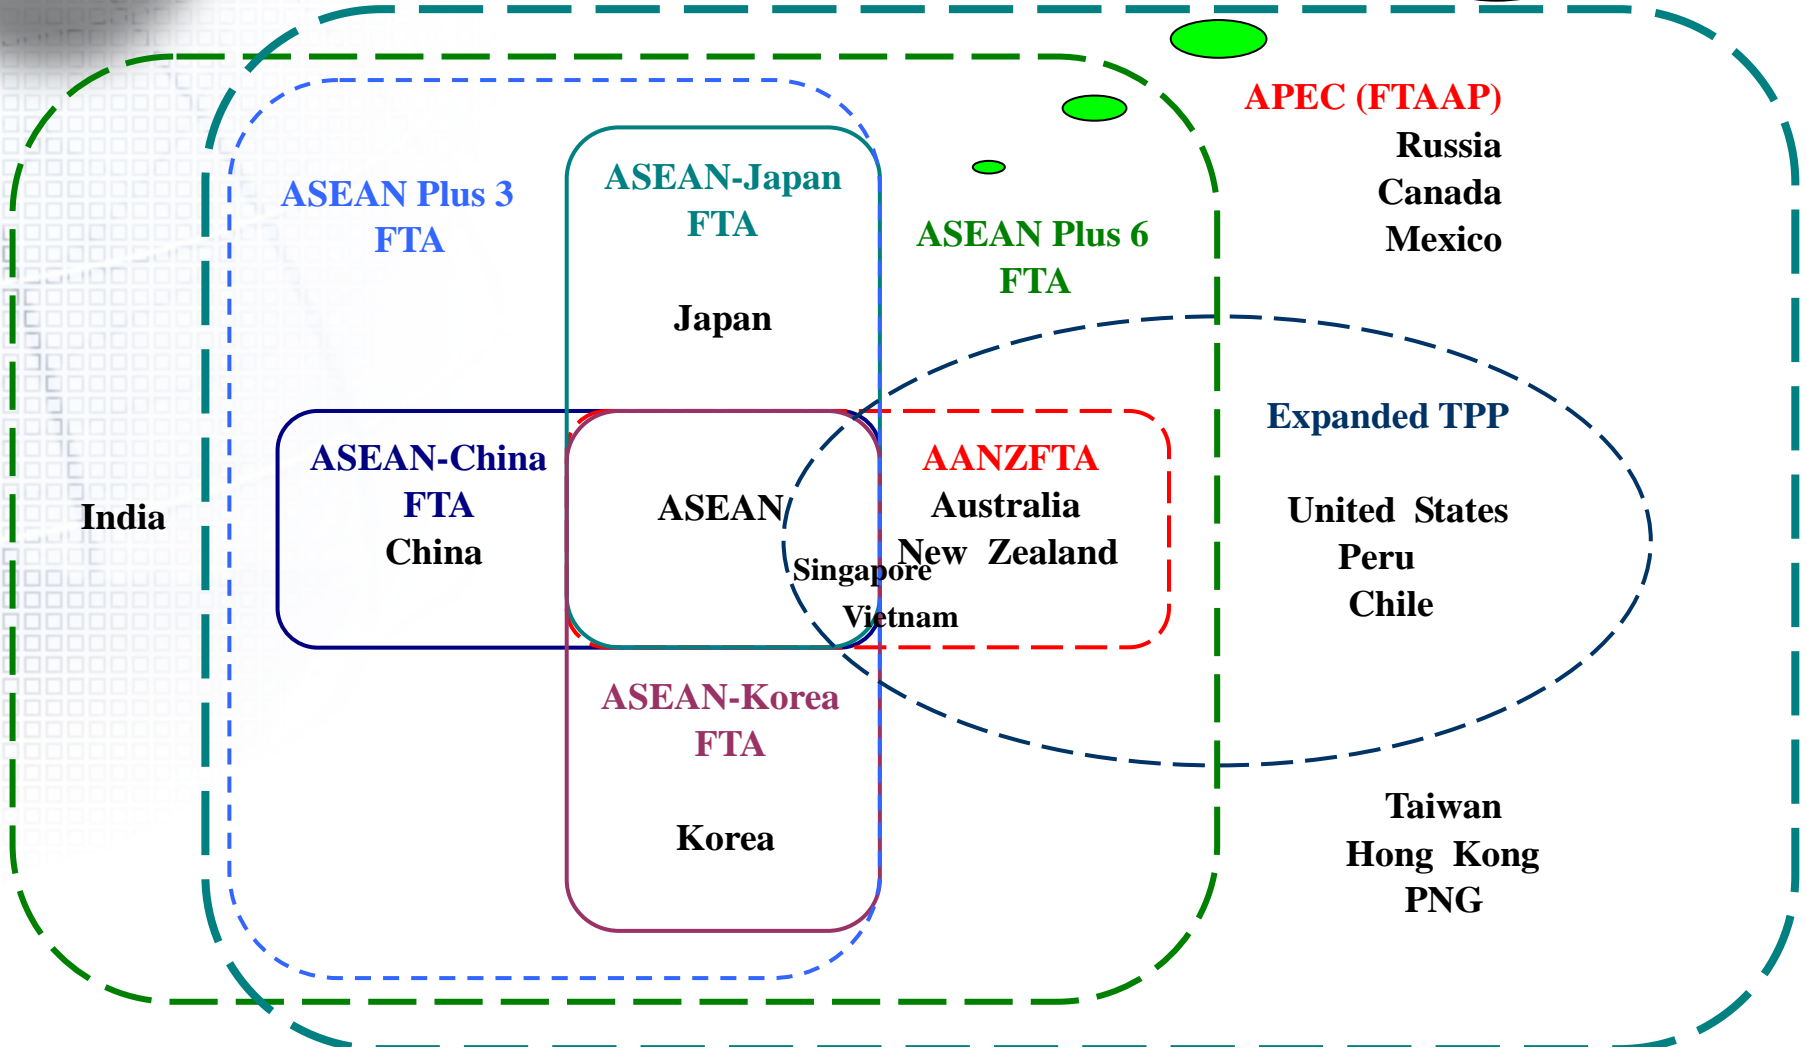 APEC (FTAAP)
Russia
Canada
Mexico
ASEAN Plus 3
FTA
ASEAN-Japan
FTA
Japan
ASEAN Plus 6
FTA
Expanded TPP
United States
Peru
Chile
India
ASEAN-China
FTA
China
ASEAN
Singapore
Vietnam
AANZFTA
Australia
New Zealand
ASEAN-Korea
FTA
Korea
Taiwan
Hong Kong
PNG